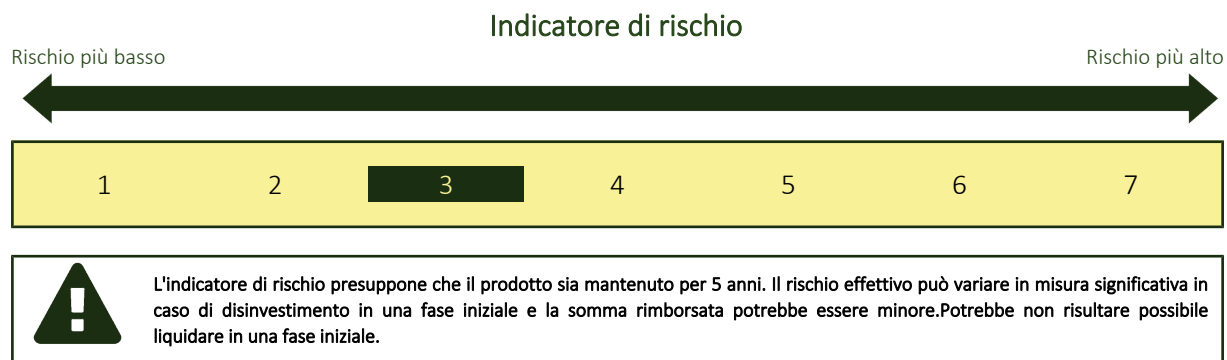 Indicatore di rischio
Rischio più basso
Rischio più alto
1 2 3 4 5 6 7
L'indicatore di rischio presuppone che il prodotto sia mantenuto per 5 anni. Il rischio effettivo può variare in misura significativa in
caso di disinvestimento in una fase iniziale e la somma rimborsata potrebbe essere minore.Potrebbe non risultare possibile
liquidare in una fase iniziale.